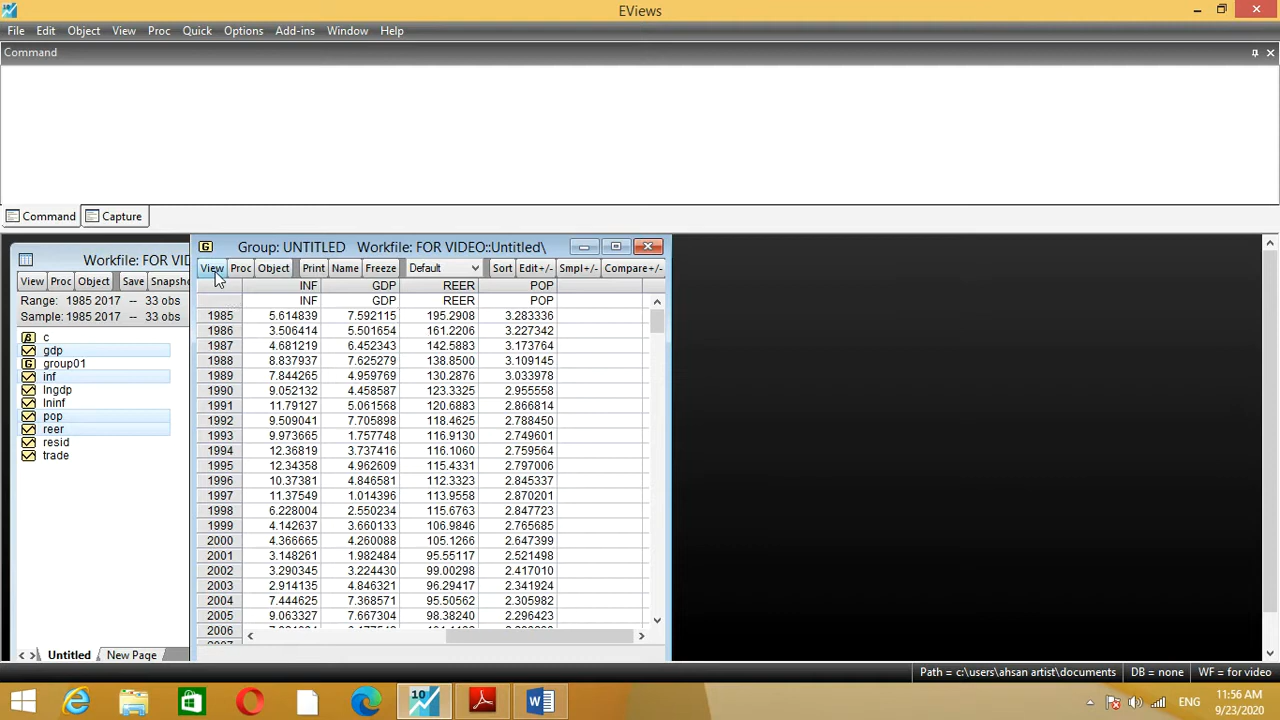 EViews
File Edit Object View Proc Quick Options Add-ins Window Help
Command
Command Capture
Workfile: FOR VID
View Proc Object Save Snapsho
Range: 1985 2017 -- 33 obs
Sample: 1985 2017 -- 33 obs
c
gdp
group01
inf
lngdp
lninf
pop
reer
resid
trade
Untitled New Page
Group: UNTITLED Workfile: FOR VIDEO::Untitled\
View Proc Object Print Name Freeze Default Sort Edit+/- Smpl+/- Compare+/-
INF GDP REER POP
INF GDP REER POP
1985 5.614839 7.592115 195.2908 3.283336
1986 3.506414 5.501654 161.2206 3.227342
1987 4.681219 6.452343 142.5883 3.173764
1988 8.837937 7.625279 138.8500 3.109145
1989 7.844265 4.959769 130.2876 3.033978
1990 9.052132 4.458587 123.3325 2.955558
1991 11.79127 5.061568 120.6883 2.866814
1992 9.509041 7.705898 118.4625 2.788450
1993 9.973665 1.757748 116.9130 2.749601
1994 12.36819 3.737416 116.1060 2.759564
1995 12.34358 4.962609 115.4331 2.797006
1996 10.37381 4.846581 112.3323 2.845337
1997 11.37549 1.014396 113.9558 2.870201
1998 6.228004 2.550234 115.6763 2.847723
1999 4.142637 3.660133 106.9846 2.765685
2000 4.366665 4.260088 105.1266 2.647399
2001 3.148261 1.982484 95.55117 2.521498
2002 3.290345 3.224430 99.00298 2.417010
2003 2.914135 4.846321 96.29417 2.341924
2004 7.444625 7.368571 95.50562 2.305982
2005 9.063327 7.667304 98.38240 2.296423
2006
Path = c:\users\ahsan artist\documents DB = none WF = for video
10
W
ENG
11:56 AM
9/23/2020